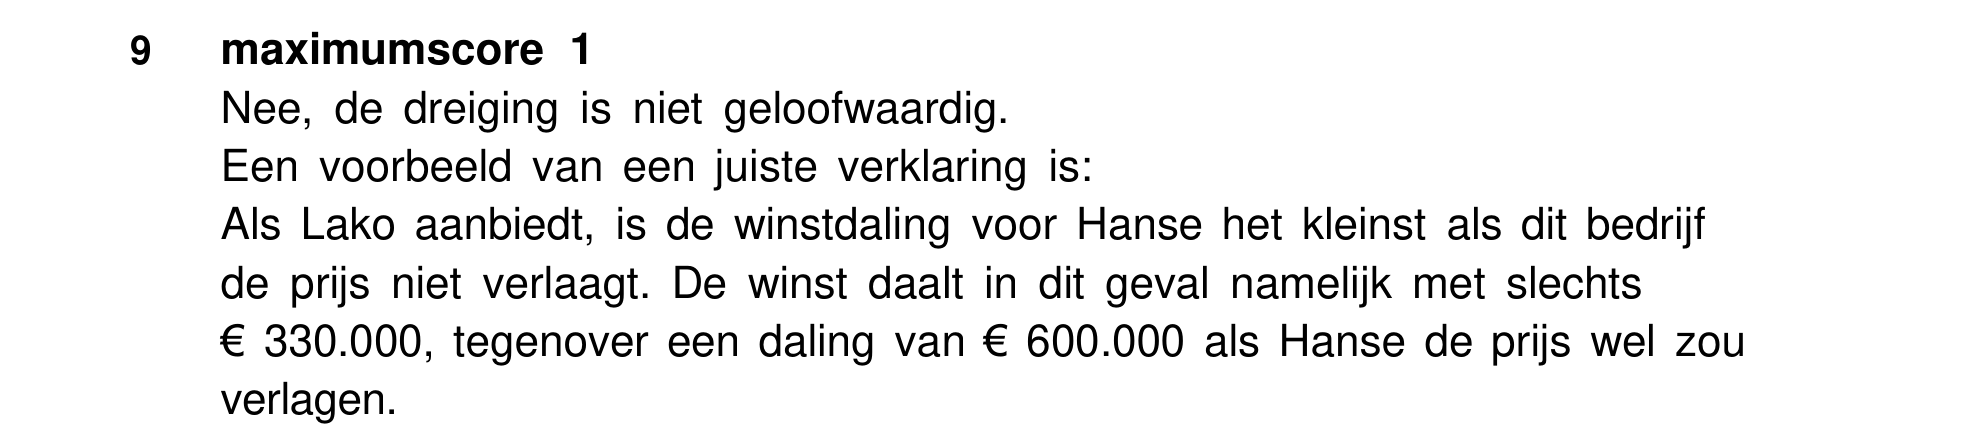 9 maximumscore 1
Nee, de dreiging is niet geloofwaardig.
Een voorbeeld van een juiste verklaring is:
Als Lako aanbiedt, is de winstdaling voor Hanse het kleinst als dit bedrijf
de prijs niet verlaagt. De winst daalt in dit geval namelijk met slechts
€ 330.000, tegenover een daling van € 600.000 als Hanse de prijs wel zou
verlagen.